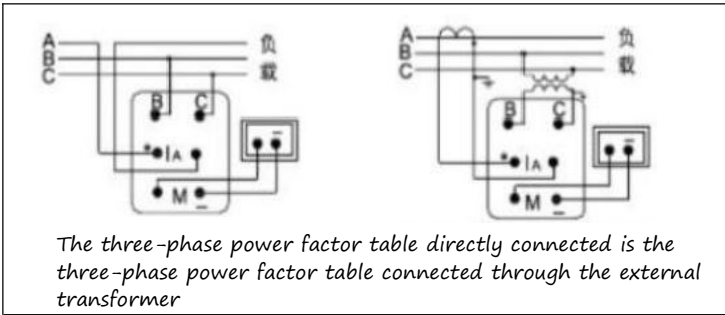 A
B
C
负
载
B C
* IA
M
−
−
A
B
C
负
载
B C
* IA
M
−
−
The three-phase power factor table directly connected is the
three-phase power factor table connected through the external
transformer